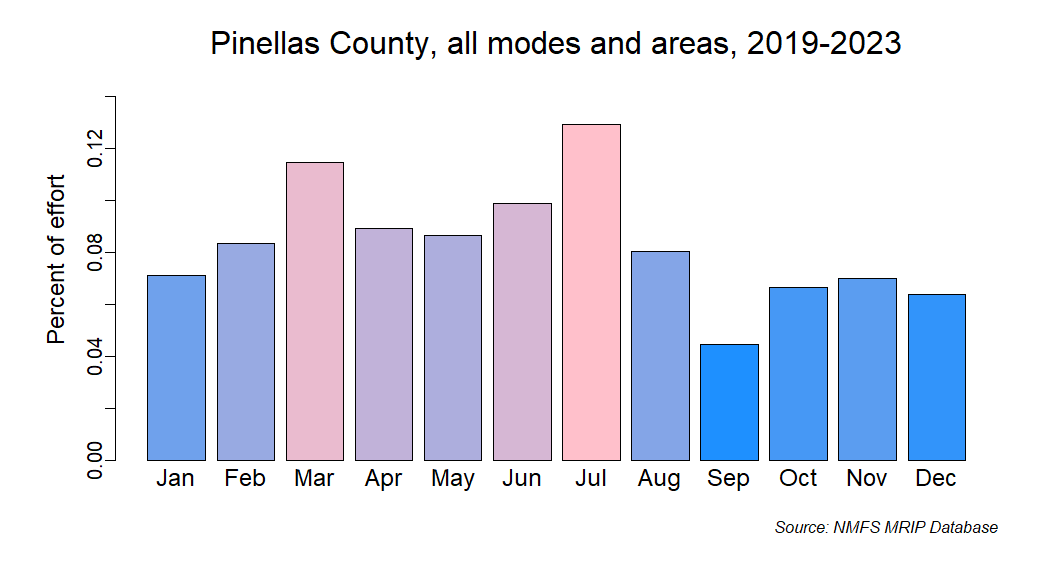 Pinellas County, all modes and areas, 2019-2023
Percent of effort
0.12
0.08
0.04
0.00
Jan Feb Mar Apr May Jun Jul Aug Sep Oct Nov Dec
Source: NMFS MRIP Database